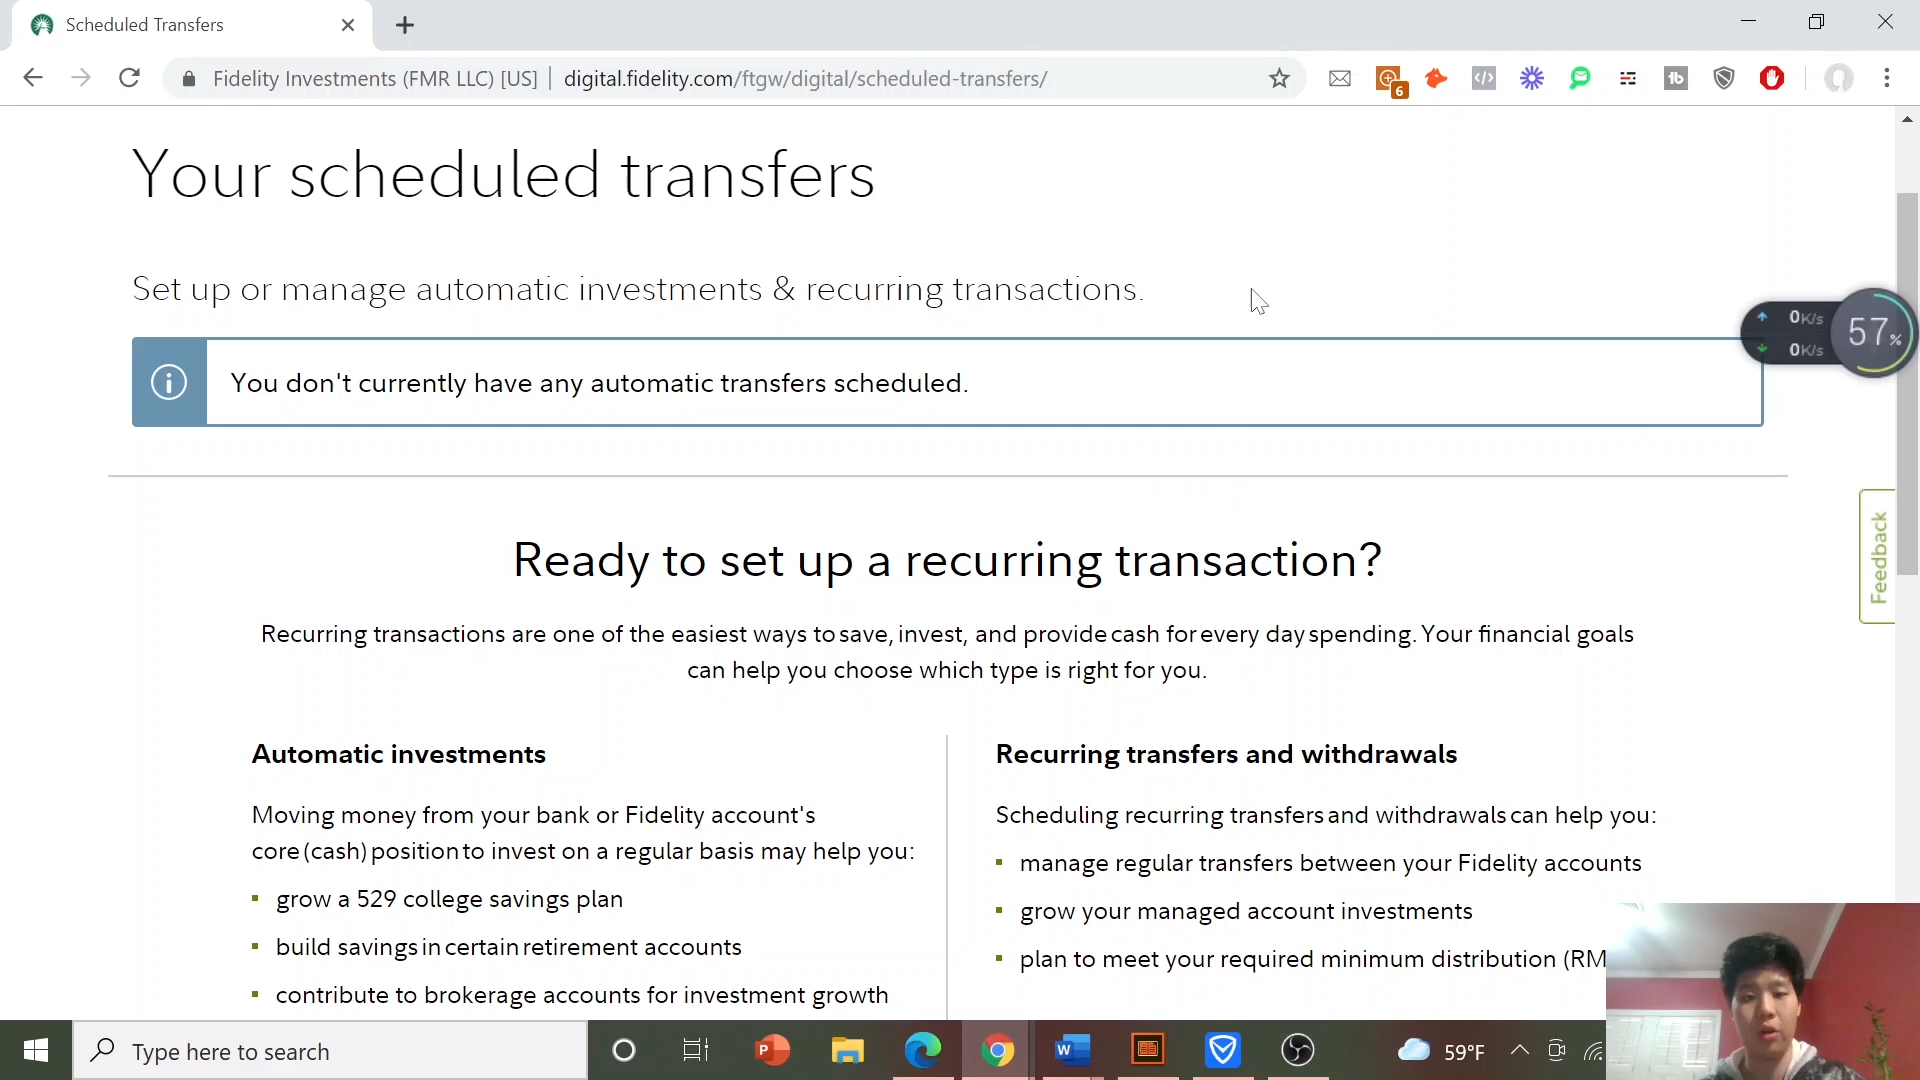 Scheduled Transfers
Fidelity Investments (FMR LLC) [US] | digital.fidelity.com/ftgw/digital/scheduled-transfers/
6
Your scheduled transfers
Set up or manage automatic investments & recurring transactions.
0K/s
0K/s
57%
You don't currently have any automatic transfers scheduled.
Feedback
Ready to set up a recurring transaction?
Recurring transactions are one of the easiest ways to save, invest, and provide cash for every day spending. Your financial goals
can help you choose which type is right for you.
Automatic investments
Moving money from your bank or Fidelity account's
core (cash) position to invest on a regular basis may help you:
grow a 529 college savings plan
build savings in certain retirement accounts
contribute to brokerage accounts for investment growth
Recurring transfers and withdrawals
Scheduling recurring transfers and withdrawals can help you:
manage regular transfers between your Fidelity accounts
grow your managed account investments
plan to meet your required minimum distribution (RM
Type here to search
59°F